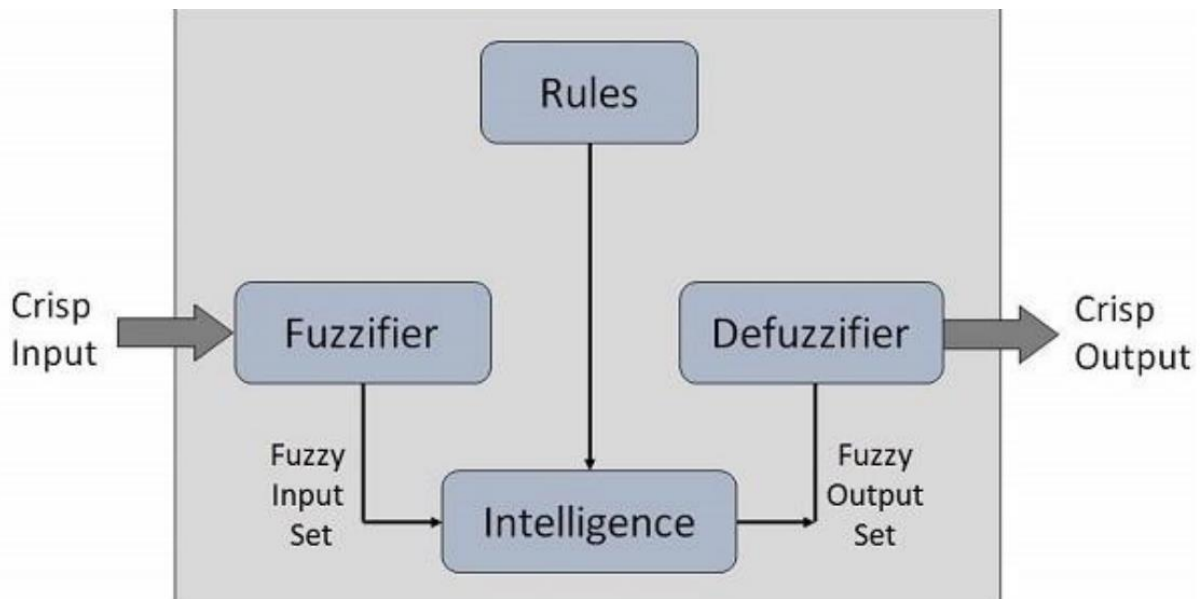 Rules
Crisp
Input
Fuzzifier
Defuzzifier
Crisp
Output
Fuzzy
Input
Set
Intelligence
Fuzzy
Output
Set